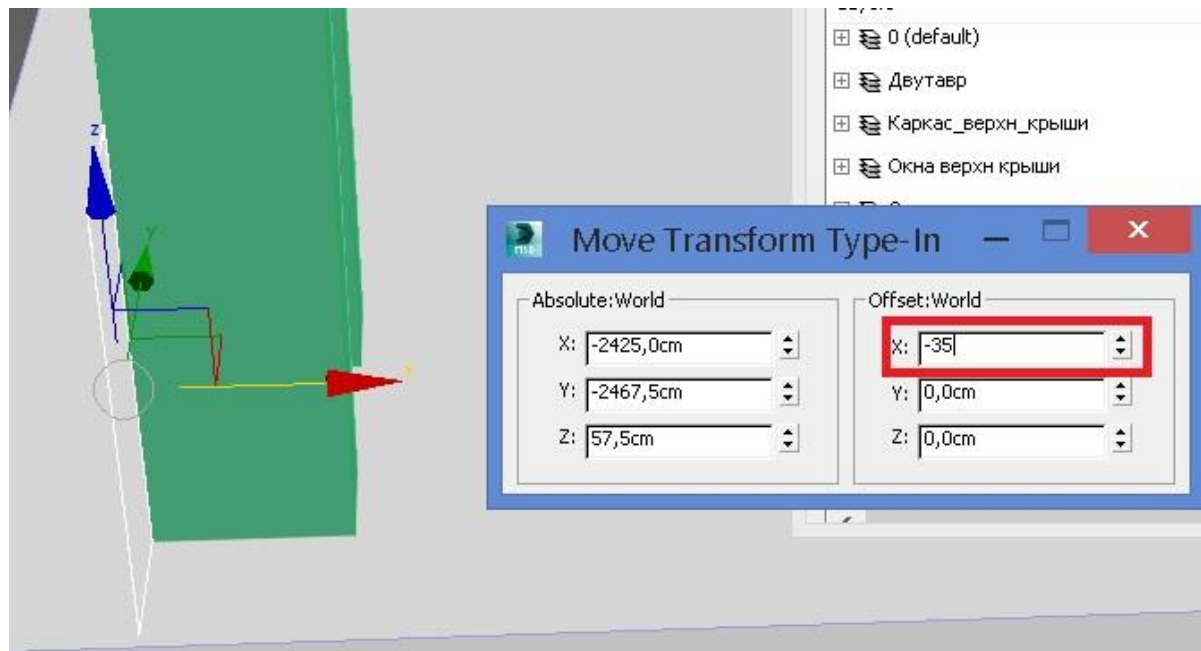 0 (default)
Двутавр
Каркас_верхн_крыши
Окна верхн крыши
z
y
x
Move Transform Type-In
Absolute:World
X: -2425,0cm
Y: -2467,5cm
Z: 57,5cm
Offset:World
X: -35
Y: 0,0cm
Z: 0,0cm